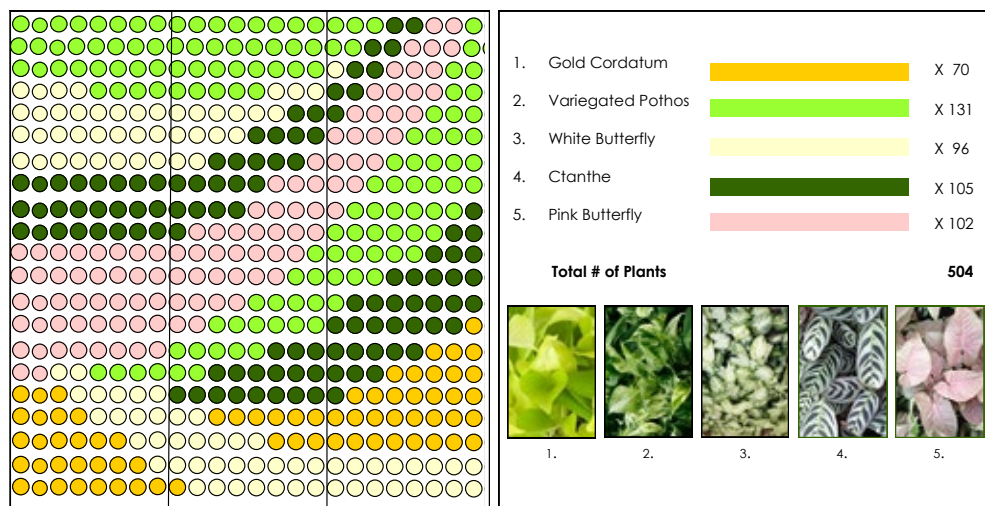 1. Gold Cordatum X 70
2. Variegated Pothos X 131
3. White Butterfly X 96
4. Ctanthe X 105
5. Pink Butterfly X 102
Total # of Plants 504
1. 2. 3. 4. 5.